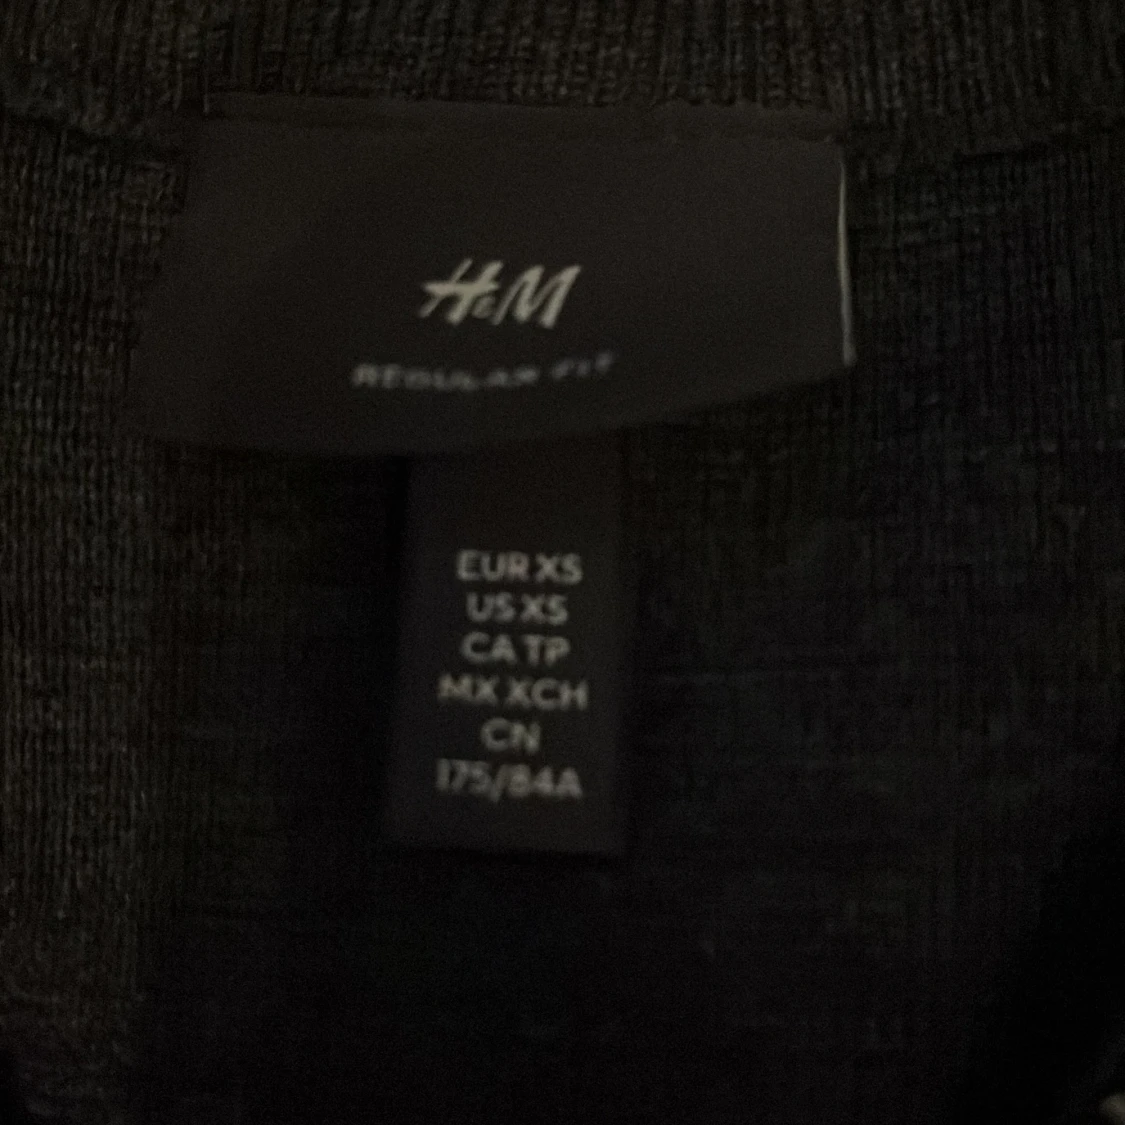 H&M
REGULAR FIT
EUR XS
US XS
CA TP
MX XCH
CN
175/84A